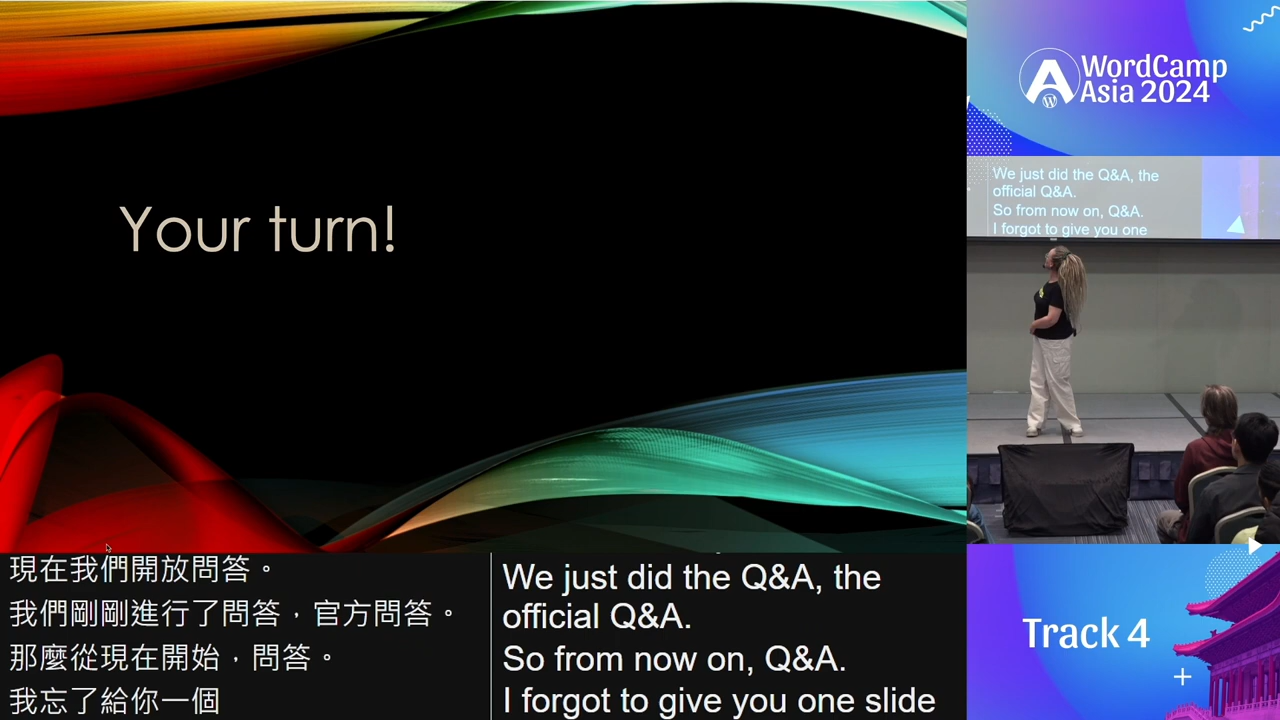 Your turn!
現在我們開放問答。
我們剛剛進行了問答，官方問答。
那麼從現在開始，問答。
我忘了給你一個
We just did the Q&A, the
official Q&A.
So from now on, Q&A.
I forgot to give you one slide
WordCamp
Asia 2024
We just did the Q&A, the
official Q&A.
So from now on, Q&A.
I forgot to give you one
Track 4